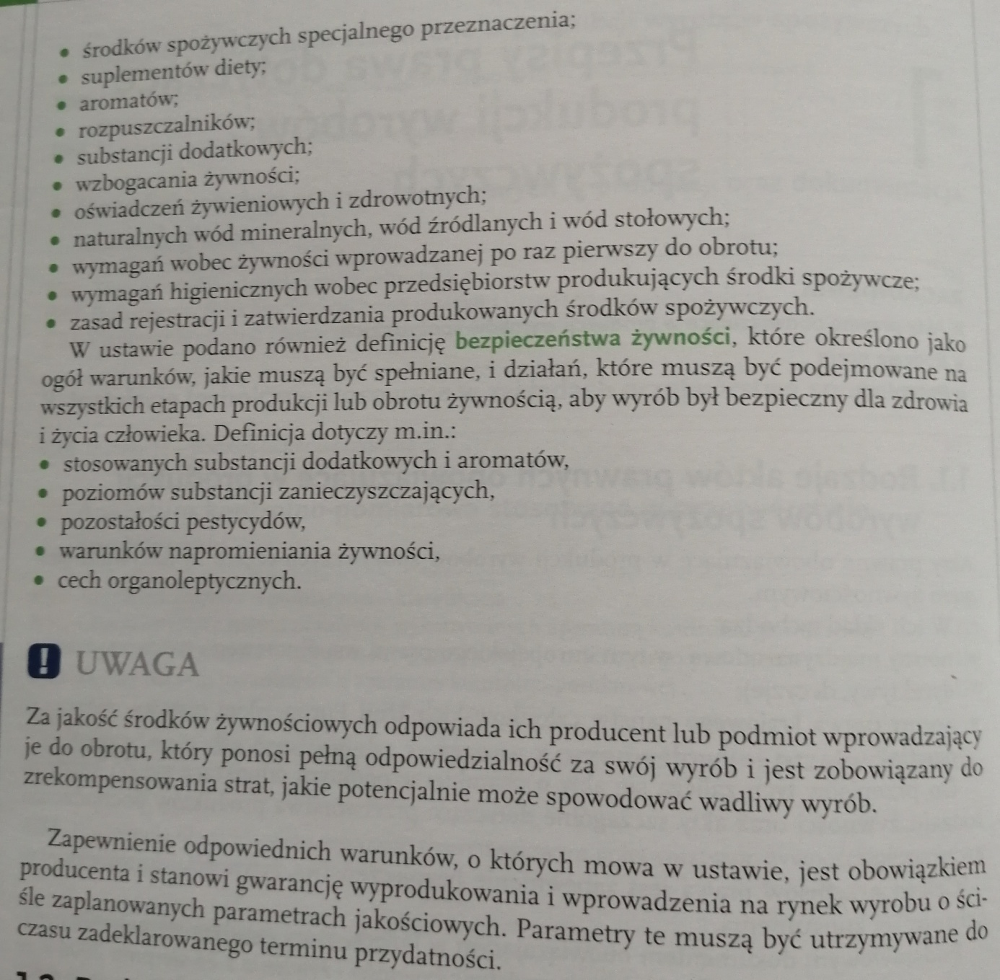 • środków spożywczych specjalnego przeznaczenia;
• suplementów diety;
• aromatów;
• rozpuszczalników;
• substancji dodatkowych;
• wzbogacania żywności;
• oświadczeń żywieniowych i zdrowotnych;
• naturalnych wód mineralnych, wód źródlanych i wód stołowych;
• wymagań wobec żywności wprowadzanej po raz pierwszy do obrotu;
• wymagań higienicznych wobec przedsiębiorstw produkujących środki spożywcze;
• zasad rejestracji i zatwierdzania produkowanych środków spożywczych.
W ustawie podano również definicję bezpieczeństwa żywności, które określono jako
ogół warunków, jakie muszą być spełniane, i działań, które muszą być podejmowane na
wszystkich etapach produkcji lub obrotu żywnością, aby wyrób był bezpieczny dla zdrowia
i życia człowieka. Definicja dotyczy m.in.:
• stosowanych substancji dodatkowych i aromatów,
• poziomów substancji zanieczyszczających,
• pozostałości pestycydów,
• warunków napromieniania żywności,
• cech organoleptycznych.
! UWAGA
Za jakość środków żywnościowych odpowiada ich producent lub podmiot wprowadzający
je do obrotu, który ponosi pełną odpowiedzialność za swój wyrób i jest zobowiązany do
zrekompensowania strat, jakie potencjalnie może spowodować wadliwy wyrób.
Zapewnienie odpowiednich warunków, o których mowa w ustawie, jest obowiązkiem
producenta i stanowi gwarancję wyprodukowania i wprowadzenia na rynek wyrobu o ści-
śle zaplanowanych parametrach jakościowych. Parametry te muszą być utrzymywane do
czasu zadeklarowanego terminu przydatności.